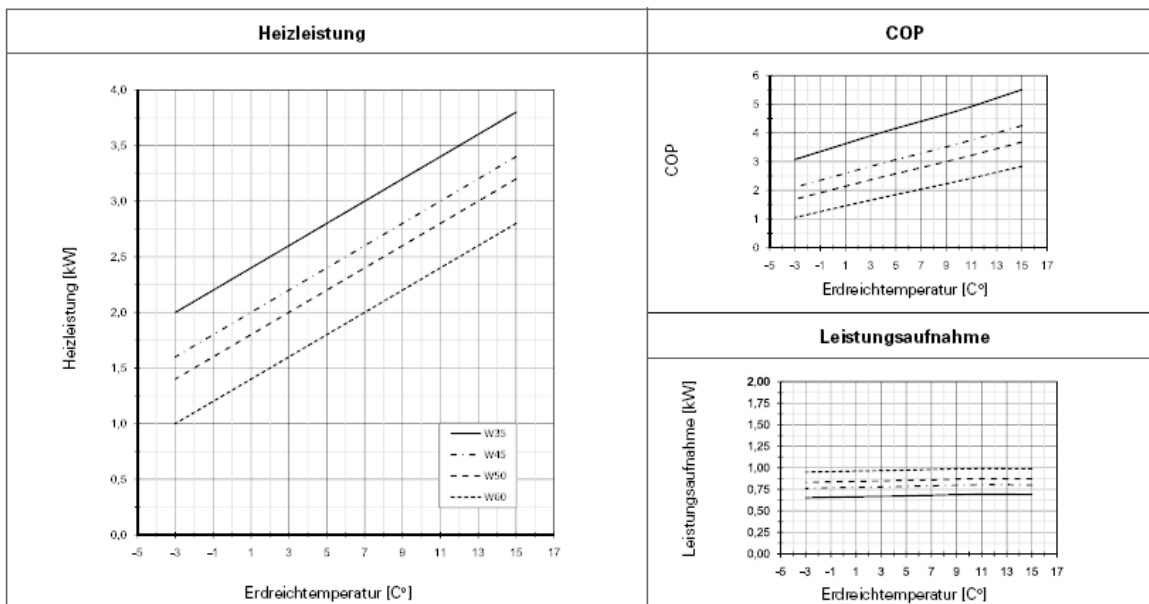 Heizleistung
Heizleistung [kW]
4,0
3,5
3,0
2,5
2,0
1,5
1,0
0,5
0,0
W35
W45
W50
W60
-5 -3 -1 1 3 5 7 9 11 13 15 17
Erdreichtemperatur [C°]
COP
COP
6
5
4
3
2
1
0
-5 -3 -1 1 3 5 7 9 11 13 15 17
Erdreichtemperatur [C°]
Leistungsaufnahme
Leistungsaufnahme [kW]
2,00
1,75
1,50
1,25
1,00
0,75
0,50
0,25
0,00
-5 -3 -1 1 3 5 7 9 11 13 15 17
Erdreichtemperatur [C°]